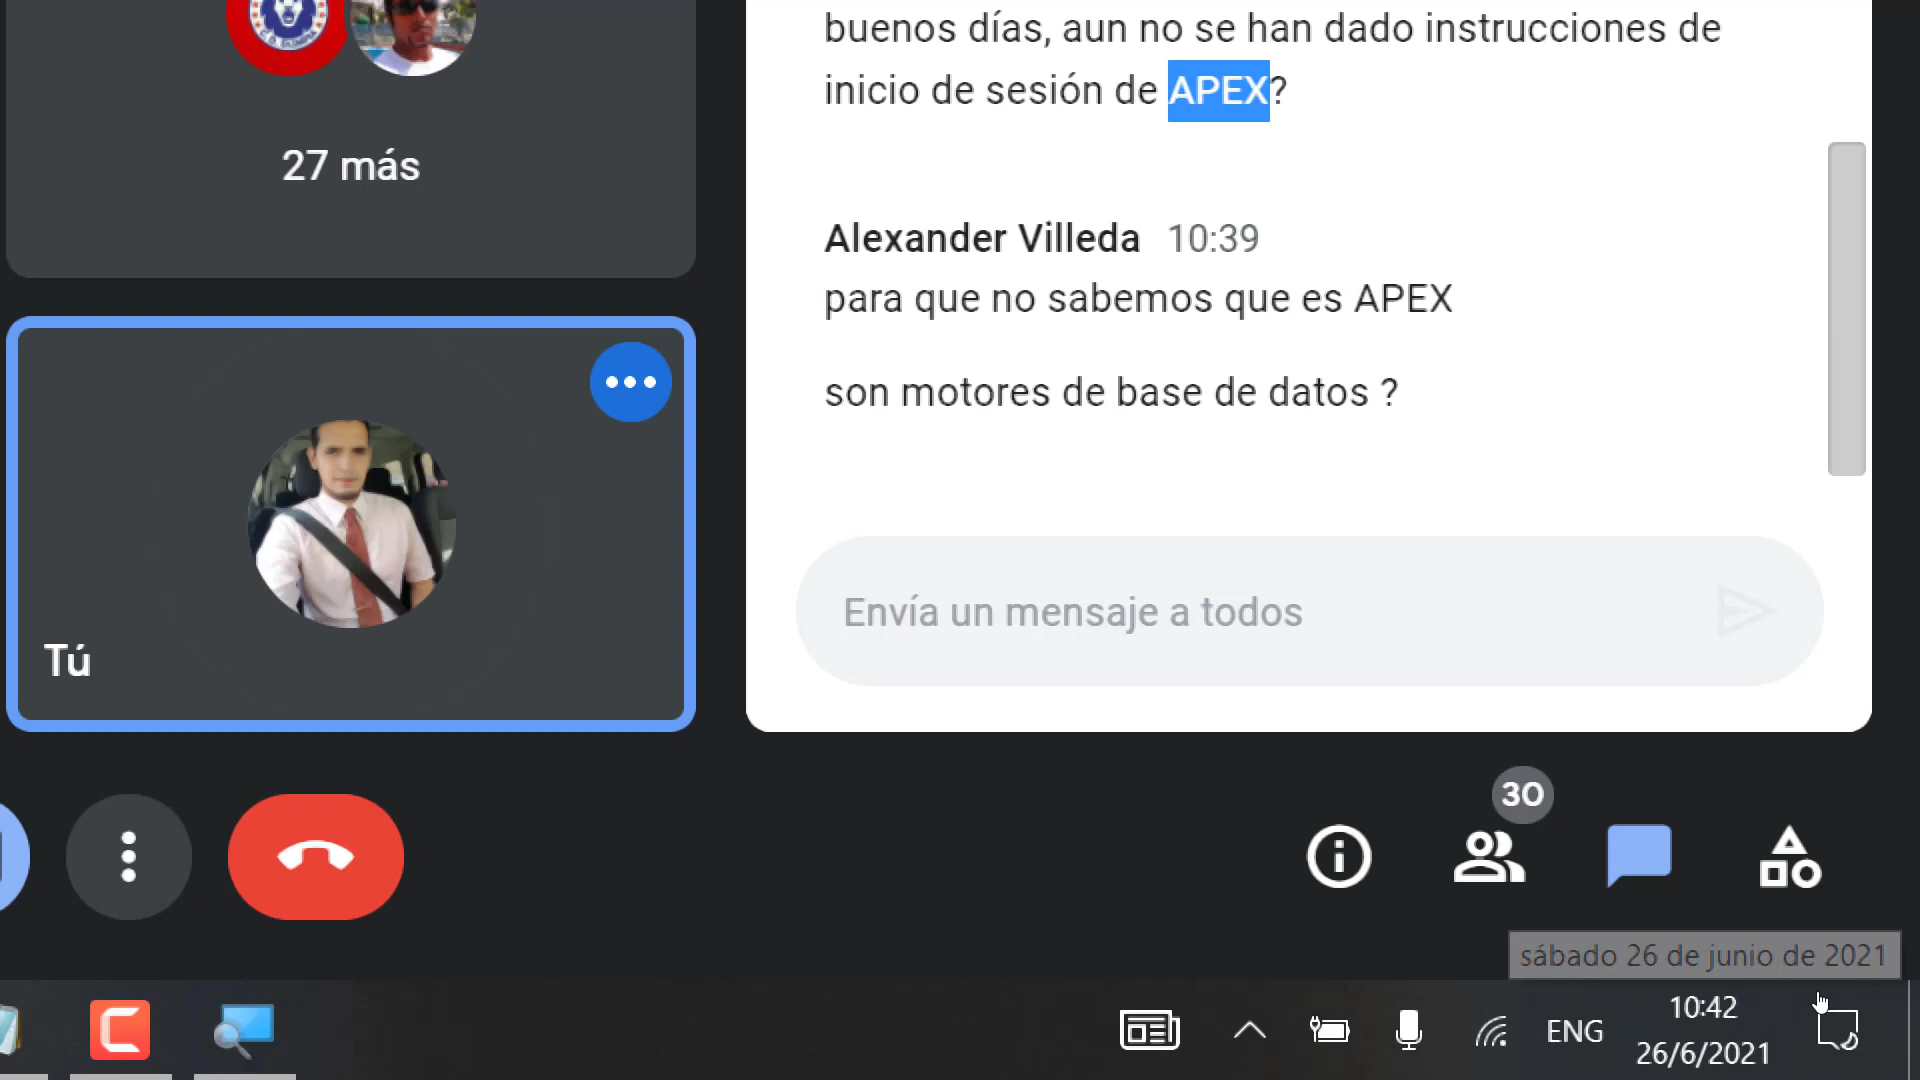 buenos días, aun no se han dado instrucciones de
inicio de sesión de APEX?
27 más
Alexander Villeda 10:39
para que no sabemos que es APEX
son motores de base de datos ?
Envía un mensaje a todos
Tú
30
sábado 26 de junio de 2021
ENG
10:42
26/6/2021